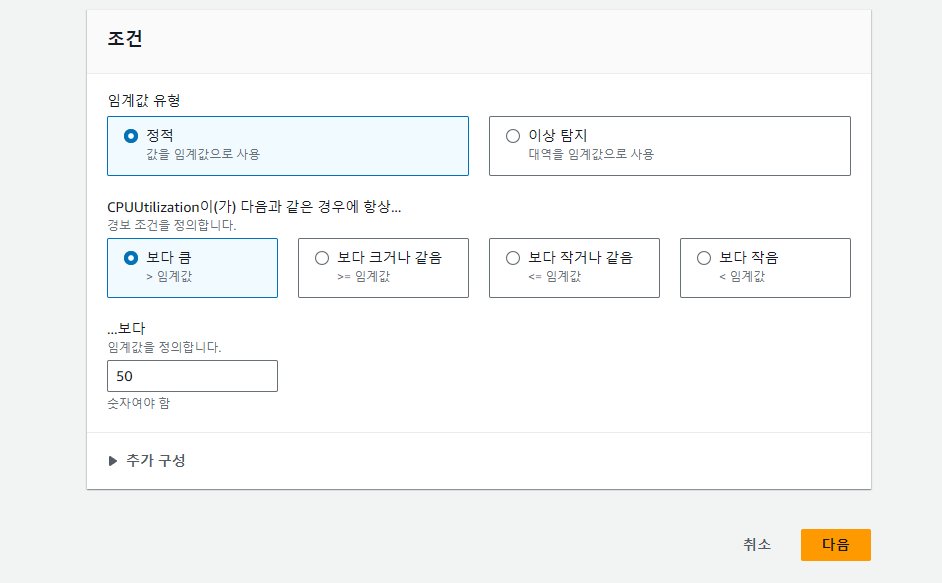 조건
임계값 유형
정적
값을 임계값으로 사용
이상 탐지
대역을 임계값으로 사용
CPUUtilization이(가) 다음과 같은 경우에 항상...
경보 조건을 정의합니다.
보다 큼
> 임계값
보다 크거나 같음
>= 임계값
보다 작거나 같음
<= 임계값
보다 작음
< 임계값
...보다
임계값을 정의합니다.
50
숫자여야 함
추가 구성
취소
다음